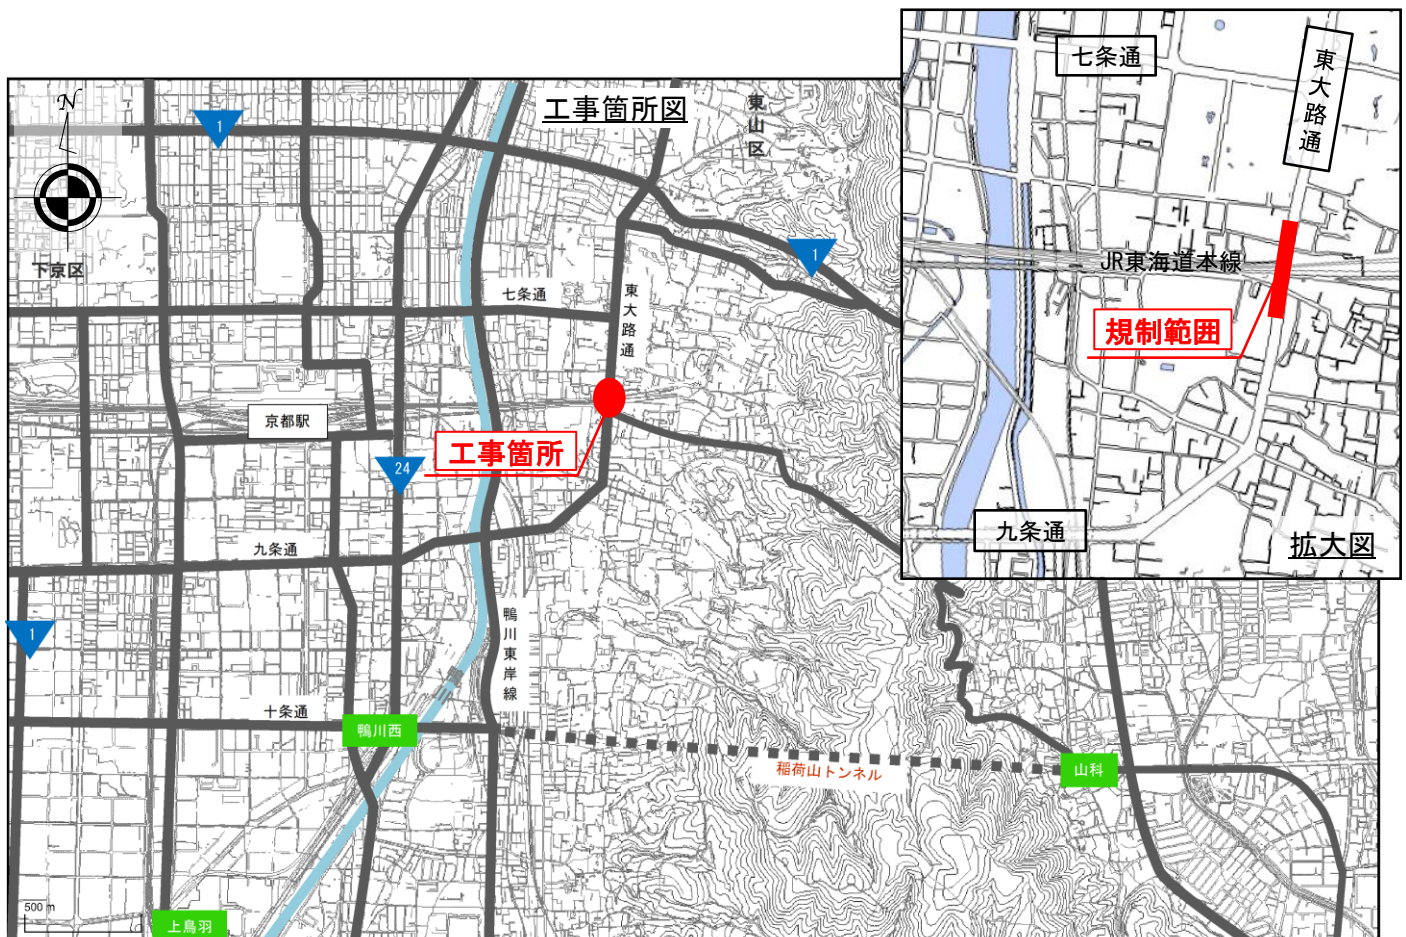 工事箇所図
N
1
東山区
下京区
1
七条通
東大路通
京都駅
工事箇所
24
九条通
1
鴨川東岸線
十条通
鴨川西
稲荷山トンネル
山科
500 m
上鳥羽
七条通
東大路通
JR東海道本線
規制範囲
九条通
拡大図